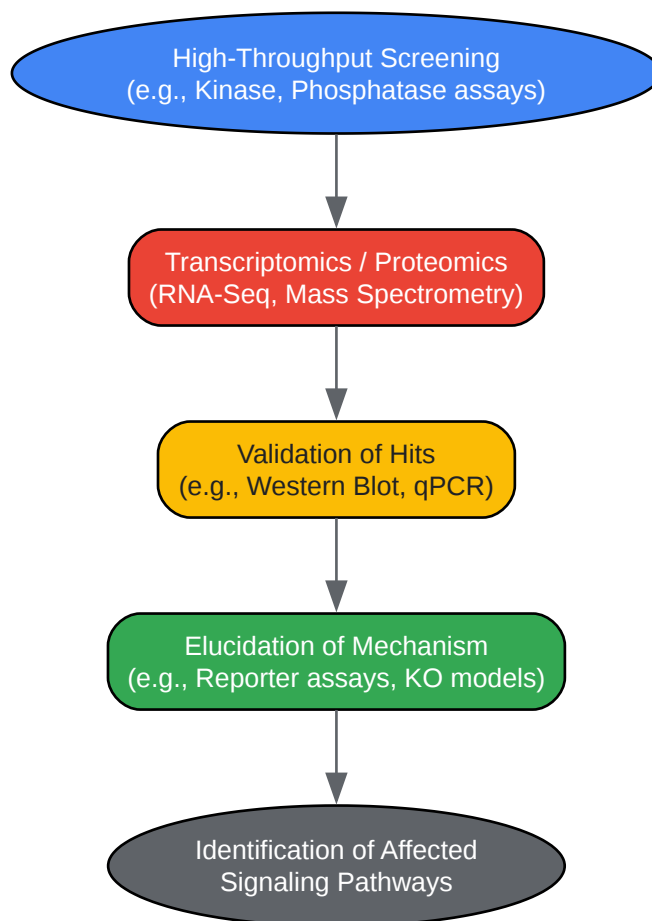 High-Throughput Screening
(e.g., Kinase, Phosphatase assays)
Transcriptomics / Proteomics
(RNA-Seq, Mass Spectrometry)
Validation of Hits
(e.g., Western Blot, qPCR)
Elucidation of Mechanism
(e.g., Reporter assays, KO models)
Identification of Affected
Signaling Pathways